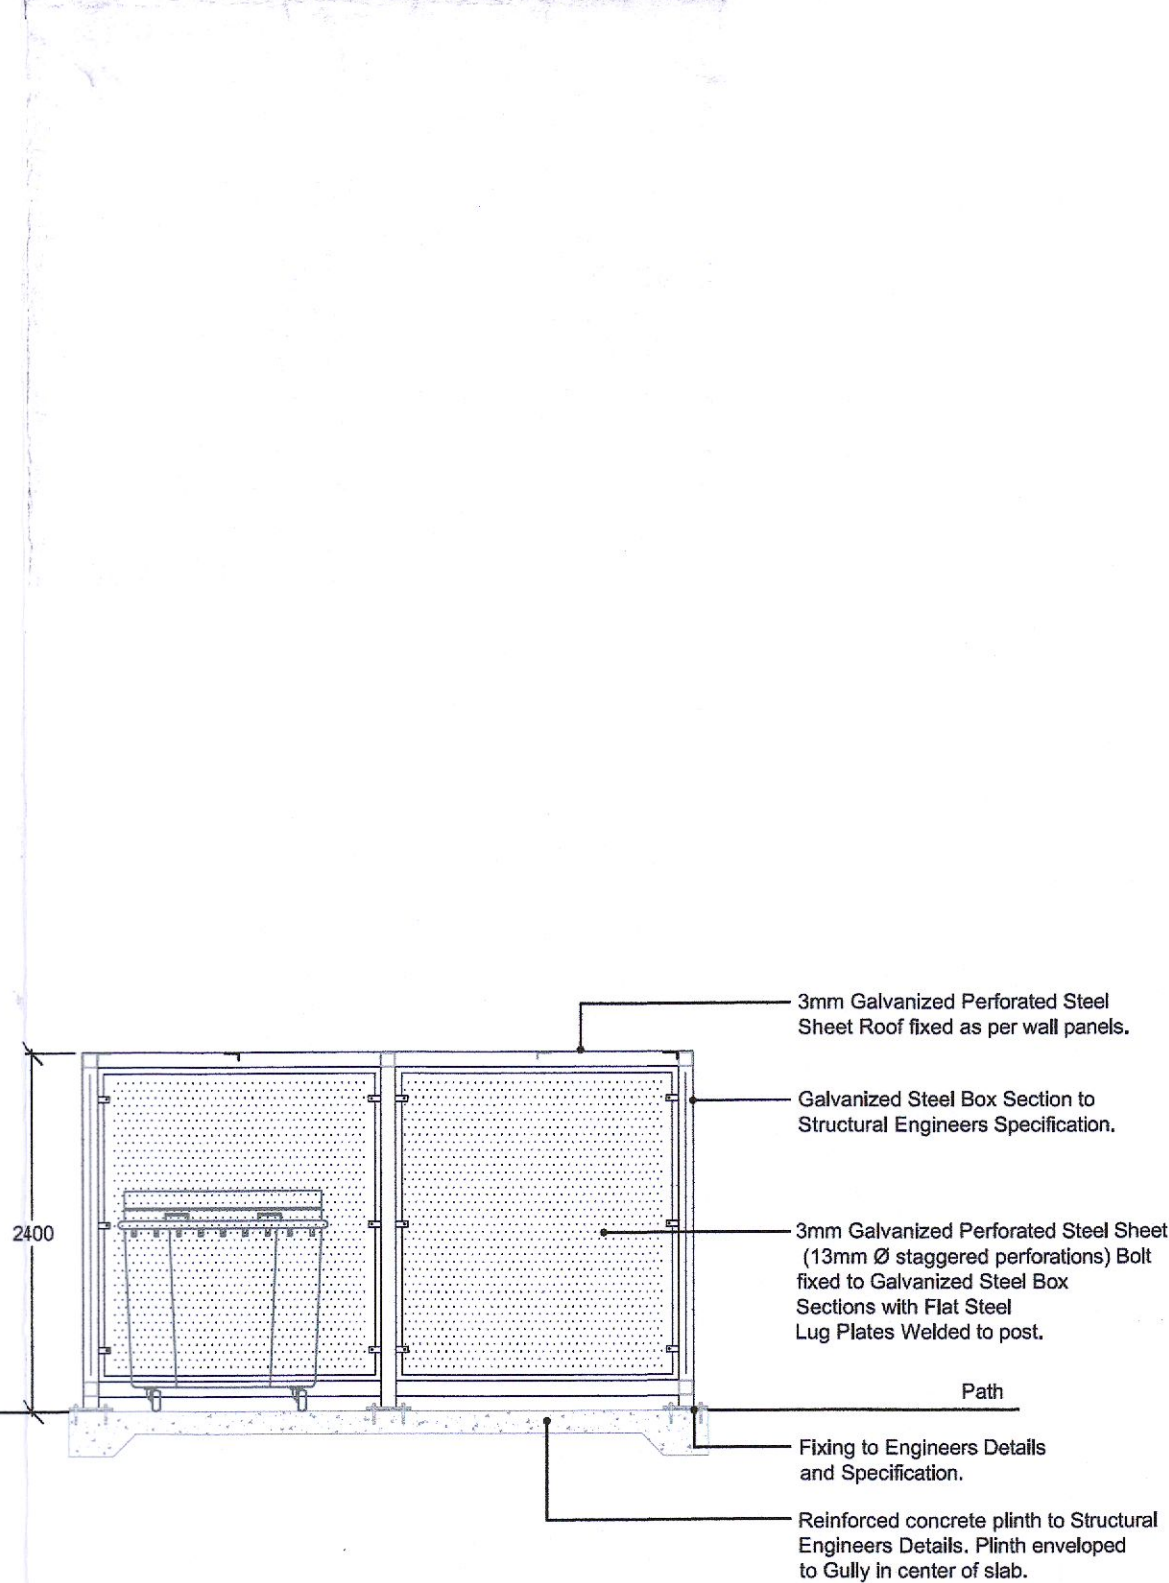 3mm Galvanized Perforated Steel
Sheet Roof fixed as per wall panels.
Galvanized Steel Box Section to
Structural Engineers Specification.
2400
3mm Galvanized Perforated Steel Sheet
(13mm Ø staggered perforations) Bolt
fixed to Galvanized Steel Box
Sections with Flat Steel
Lug Plates Welded to post.
Path
Fixing to Engineers Details
and Specification.
Reinforced concrete plinth to Structural
Engineers Details. Plinth enveloped
to Gully in center of slab.